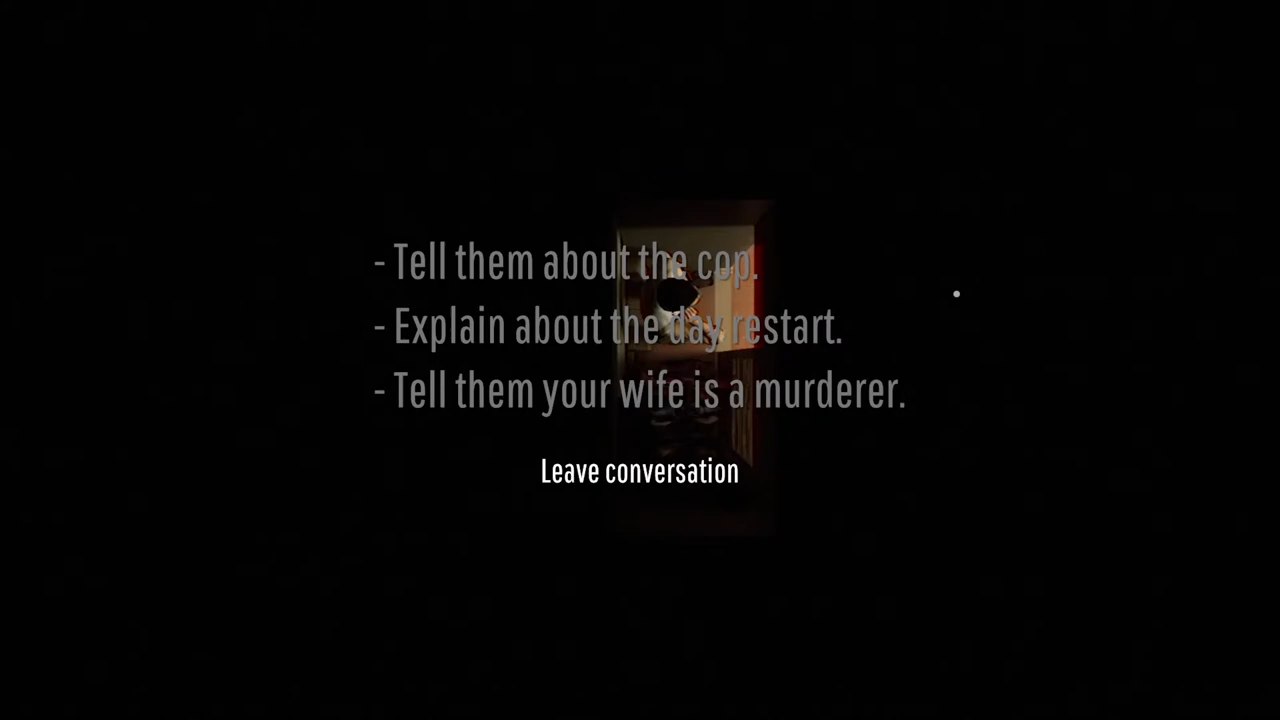 - Tell them about the cop.
- Explain about the day restart.
- Tell them your wife is a murderer.
Leave conversation